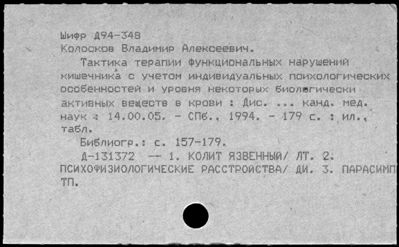 Шифр Д94-348
Колосков Владимир Алексеевич.
Тактика терапии функциональных нарушений
кишечника с учетом индивидуальных психологических
особенностей и уровня некоторых биологически
активных веществ в крови : Дис. ... канд. мед.
наук : 14.00.05. - СПб., 1994. - 179 с. : ил.,
табл.
Библиогр.: с. 157-179.
Д-131372 -- 1. КОЛИТ ЯЗВЕННЫЙ/ ЛТ. 2.
ПСИХОФИЗИОЛОГИЧЕСКИЕ РАССТРОЙСТВА/ ДИ. 3. ПАРАСИМП
ТП.